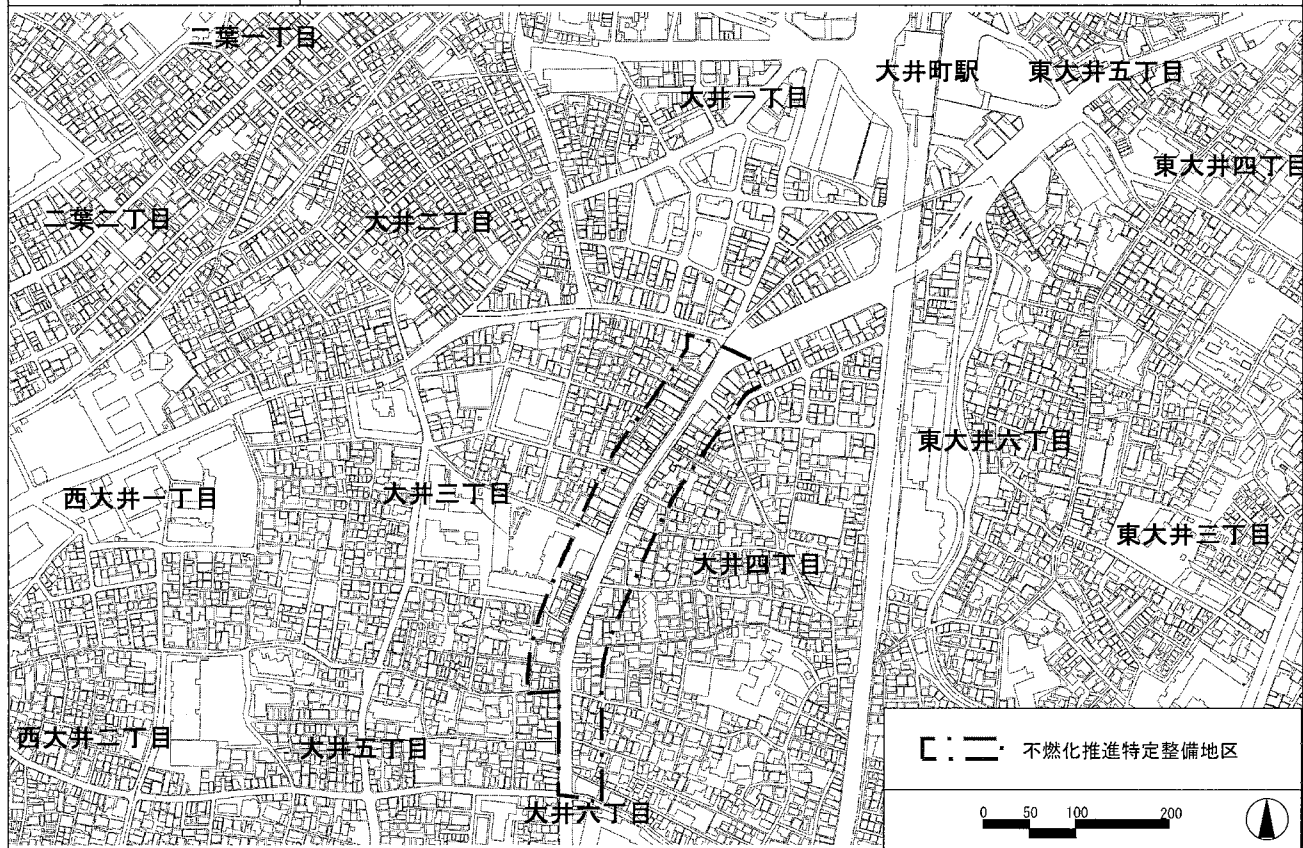 二葉一丁目
大井町駅
東大井五丁目
大井一丁目
東大井四丁目
二葉二丁目
大井二丁目
東大井六丁目
西大井一丁目
大井三丁目
東大井三丁目
大井四丁目
西大井二丁目
大井五丁目
不燃化推進特定整備地区
大井六丁目
0 50 100 200